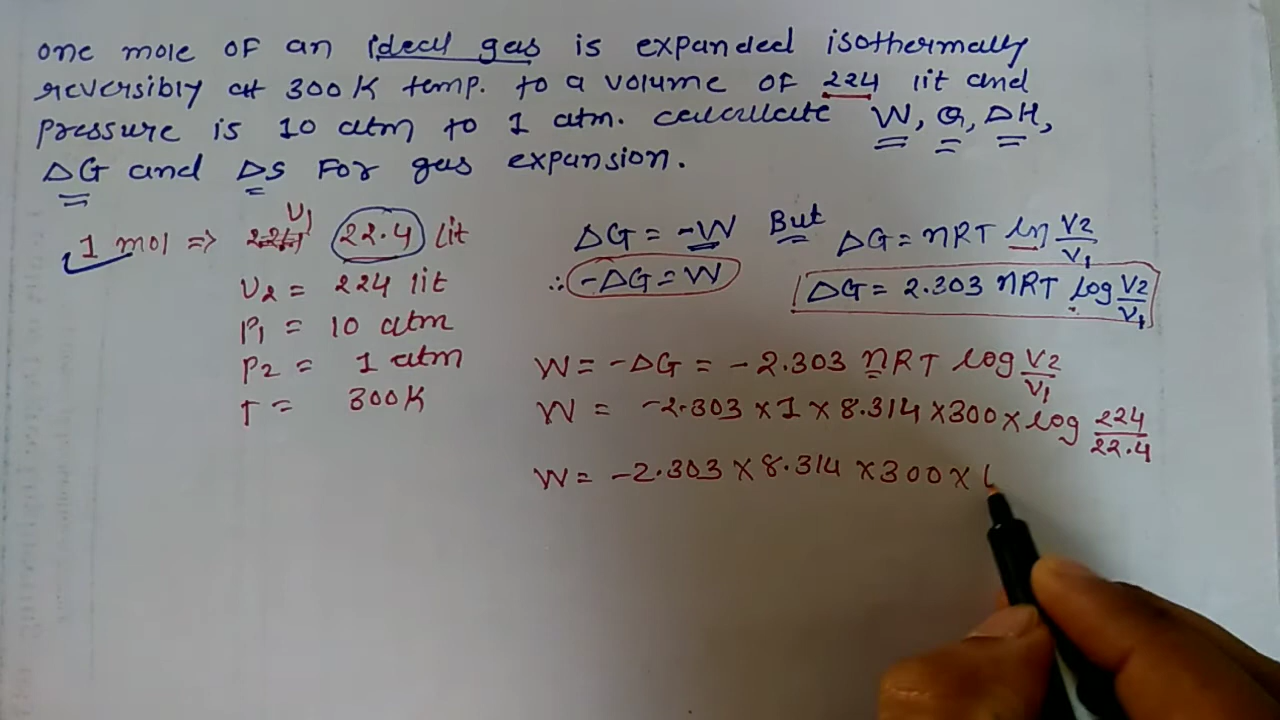 one mole of an ideal gas is expanded isothermally
reversibly at 300K temp. to a volume of 224 lit and
pressure is 10 atm to 1 atm. calculate W, Q, ΔH,
ΔG and ΔS For gas expansion.
1 mol => V1 22.4 lit
V2 = 224 lit
P1 = 10 atm
P2 = 1 atm
T = 300K
ΔG = -W But ΔG = nRT ln V2/V1
∴ -ΔG = W ΔG = 2.303 nRT log V2/V1
W = -ΔG = -2.303 nRT log V2/V1
W = -2.303 × 1 × 8.314 × 300 × log 224/22.4
W = -2.303 × 8.314 × 300 ×